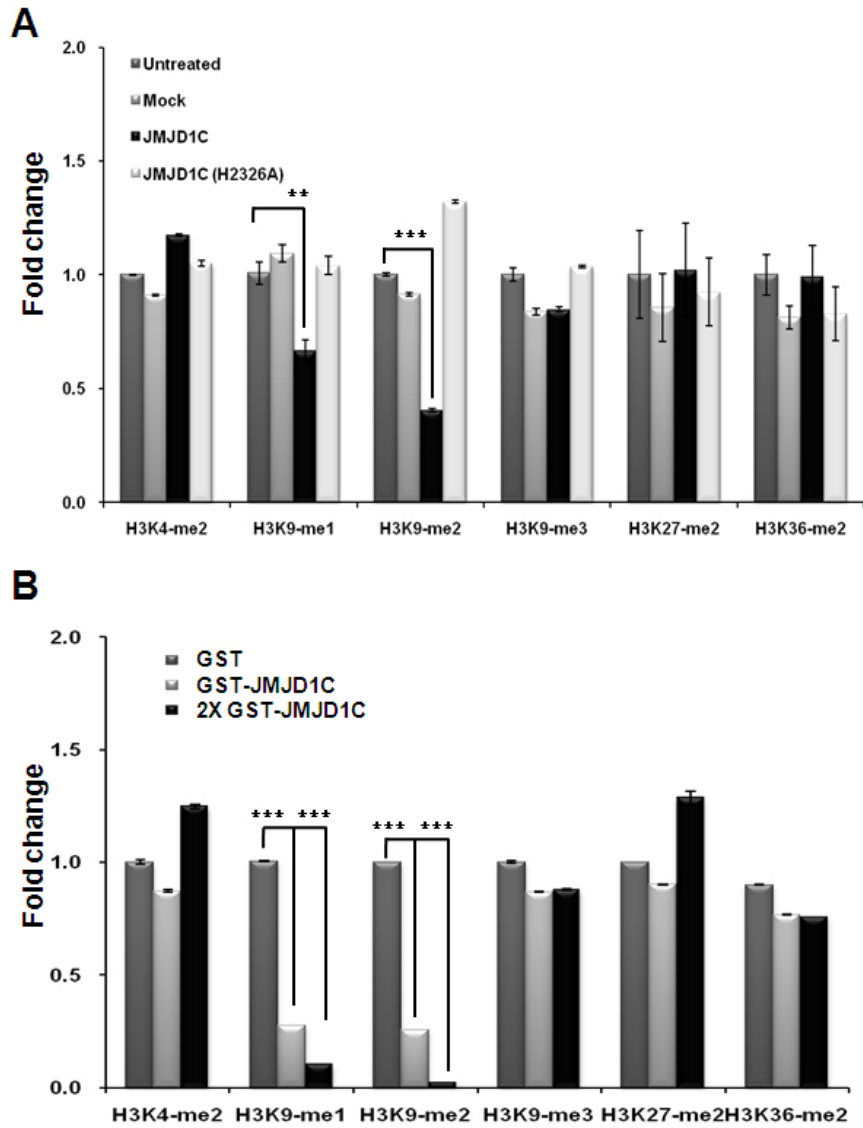 A
2.0
Untreated
Mock
JMJD1C
JMJD1C (H2326A)
1.5
**
***
1.0
Fold change
0.5
0.0
H3K4-me2 H3K9-me1 H3K9-me2 H3K9-me3 H3K27-me2 H3K36-me2
B
2.0
GST
GST-JMJD1C
2X GST-JMJD1C
1.5
*** *** *** ***
1.0
Fold change
0.5
0.0
H3K4-me2 H3K9-me1 H3K9-me2 H3K9-me3 H3K27-me2 H3K36-me2